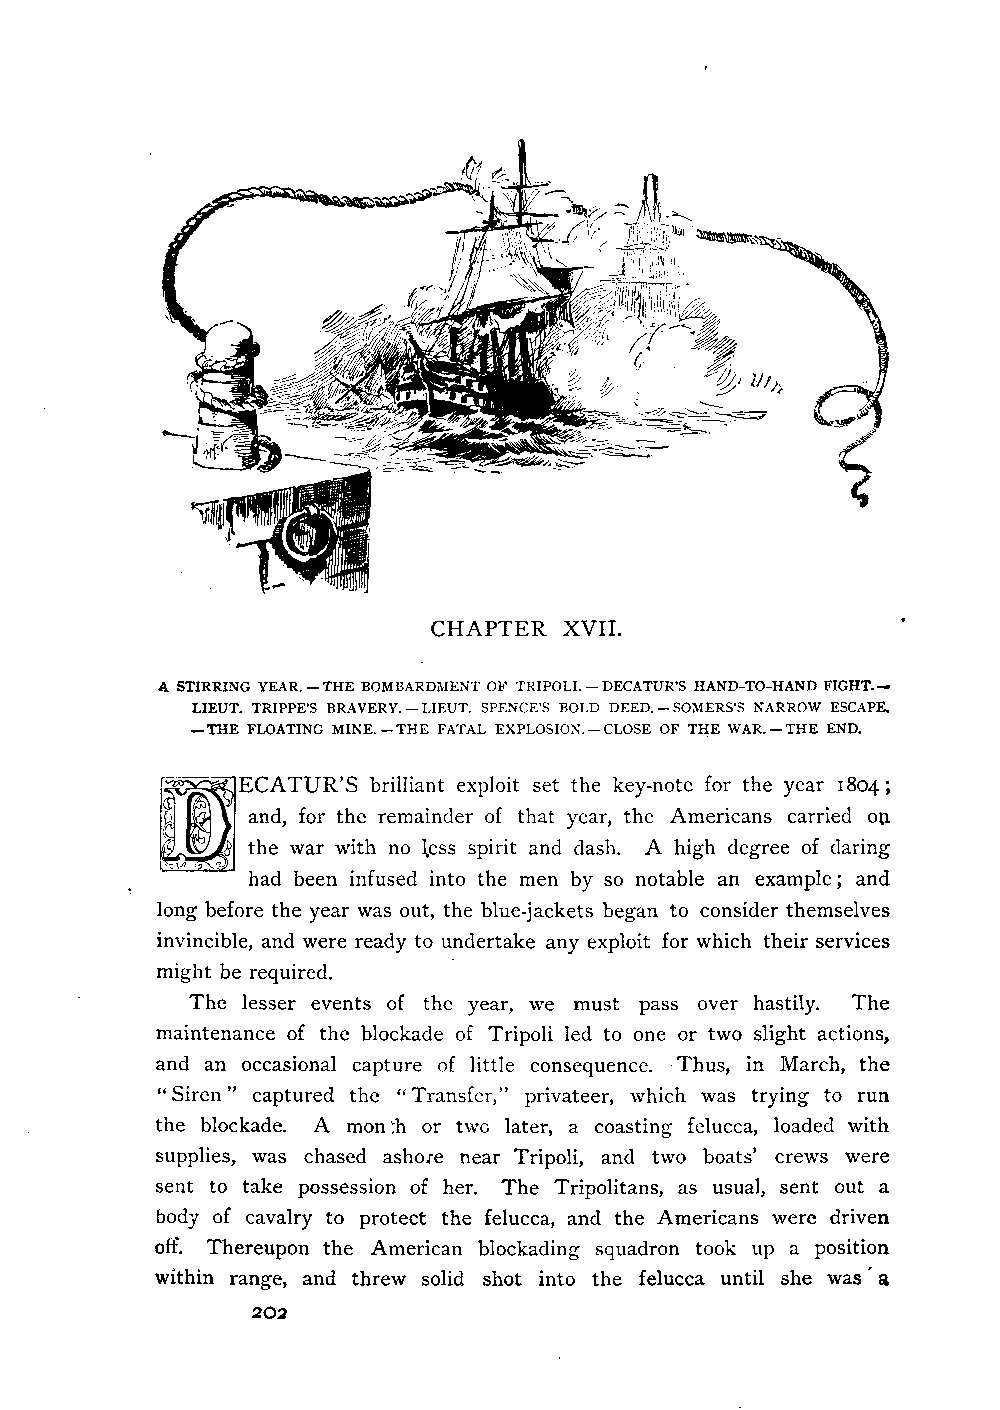 CHAPTER XVII.
A STIRRING YEAR. — THE BOMBARDMENT OF TRIPOLI. — DECATUR'S HAND-TO-HAND FIGHT. —
LIEUT. TRIPPE'S BRAVERY. — LIEUT. SPENCE'S BOLD DEED. — SOMERS'S NARROW ESCAPE.
— THE FLOATING MINE. — THE FATAL EXPLOSION. — CLOSE OF THE WAR. — THE END.
DECATUR'S brilliant exploit set the key-note for the year 1804;
and, for the remainder of that year, the Americans carried on
the war with no less spirit and dash. A high degree of daring
had been infused into the men by so notable an example; and
long before the year was out, the blue-jackets began to consider themselves
invincible, and were ready to undertake any exploit for which their services
might be required.
The lesser events of the year, we must pass over hastily. The
maintenance of the blockade of Tripoli led to one or two slight actions,
and an occasional capture of little consequence. Thus, in March, the
"Siren" captured the "Transfer," privateer, which was trying to run
the blockade. A month or two later, a coasting felucca, loaded with
supplies, was chased ashore near Tripoli, and two boats' crews were
sent to take possession of her. The Tripolitans, as usual, sent out a
body of cavalry to protect the felucca, and the Americans were driven
off. Thereupon the American blockading squadron took up a position
within range, and threw solid shot into the felucca until she was a
202